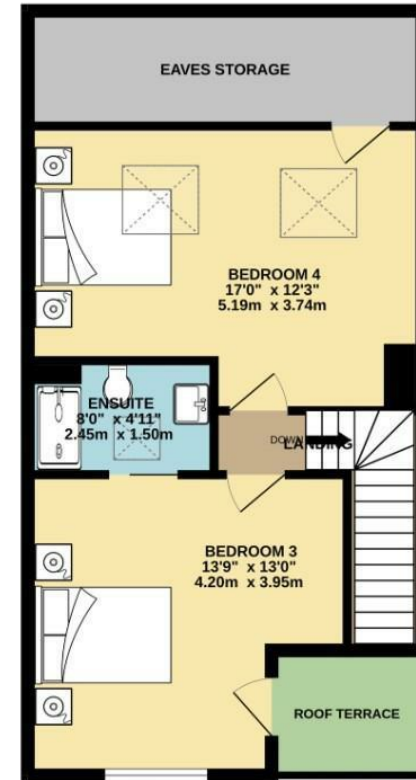 EAVES STORAGE
BEDROOM 4
17'0" x 12'3"
5.19m x 3.74m
ENSUITE
8'0" x 4'11"
2.45m x 1.50m
DOWN
LANDING
BEDROOM 3
13'9" x 13'0"
4.20m x 3.95m
ROOF TERRACE